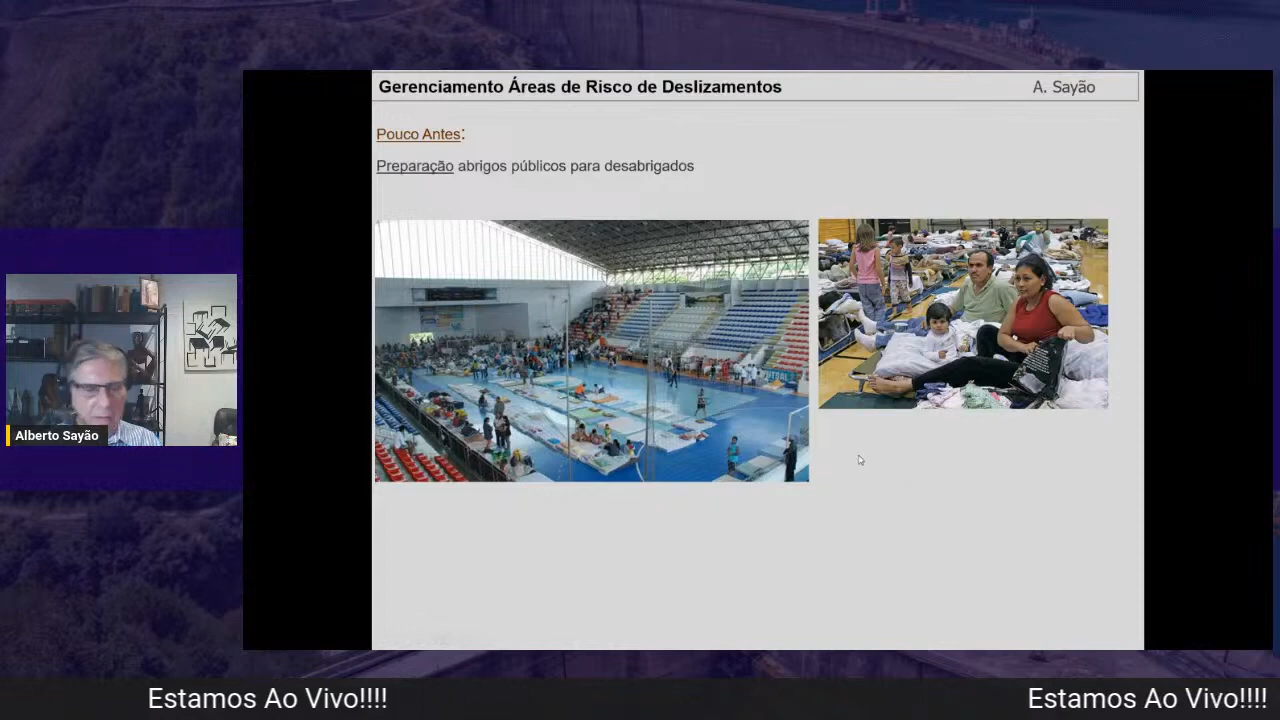 Gerenciamento Áreas de Risco de Deslizamentos
A. Sayão
Pouco Antes:
Preparação abrigos públicos para desabrigados
Alberto Sayão
Estamos Ao Vivo!!!!
Estamos Ao Vivo!!!!